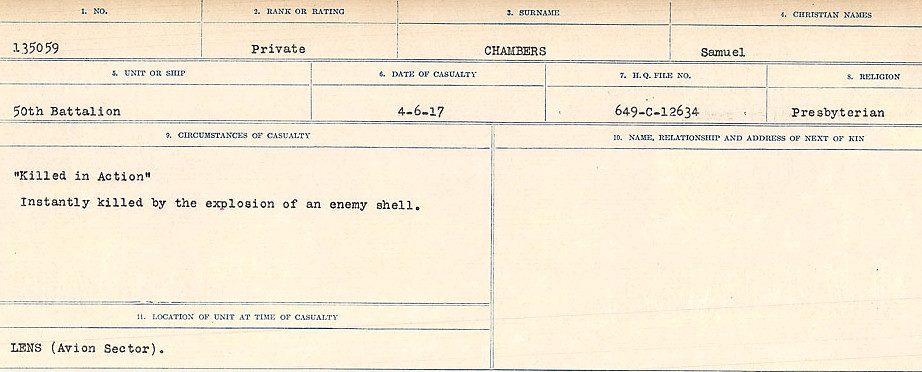 1. NO. 2. RANK OR RATING 3. SURNAME 4. CHRISTIAN NAMES
135059 Private CHAMBERS Samuel
5. UNIT OR SHIP 6. DATE OF CASUALTY 7. H.Q. FILE NO. 8. RELIGION
50th Battalion 4-6-17 649-C-12634 Presbyterian
9. CIRCUMSTANCES OF CASUALTY 10. NAME, RELATIONSHIP AND ADDRESS OF NEXT OF KIN
"Killed in Action"
Instantly killed by the explosion of an enemy shell.
11. LOCATION OF UNIT AT TIME OF CASUALTY
LENS (Avion Sector).